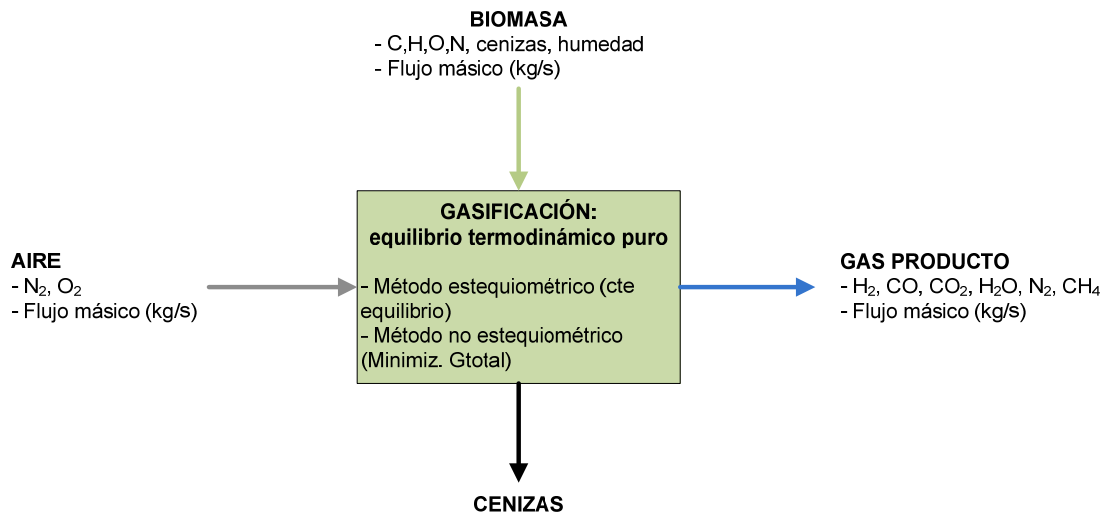 BIOMASA
- C,H,O,N, cenizas, humedad
- Flujo másico (kg/s)
GASIFICACIÓN:
equilibrio termodinámico puro
- Método estequiométrico (cte
equilibrio)
- Método no estequiométrico
(Minimiz. Gtotal)
AIRE
- N₂, O₂
- Flujo másico (kg/s)
GAS PRODUCTO
- H₂, CO, CO₂, H₂O, N₂, CH₄
- Flujo másico (kg/s)
CENIZAS